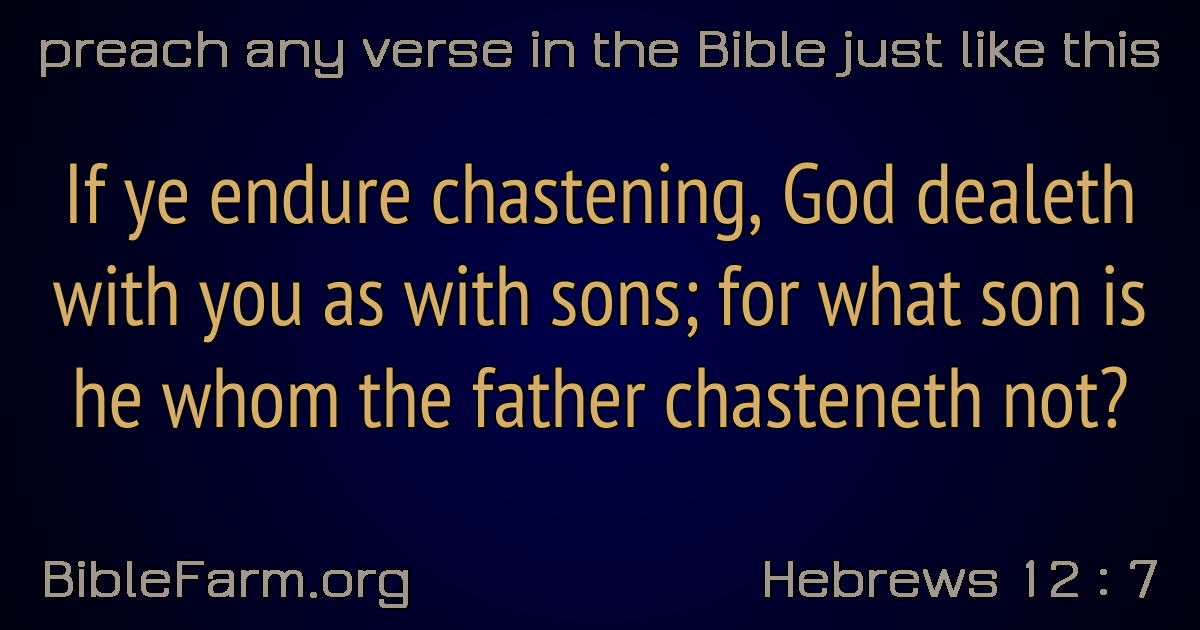 preach any verse in the Bible just like this
If ye endure chastening, God dealeth
with you as with sons; for what son is
he whom the father chasteneth not?
BibleFarm.org
Hebrews 12 : 7